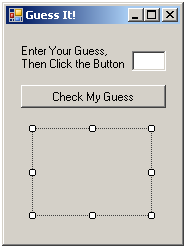 Guess It!
Enter Your Guess,
Then Click the Button
Check My Guess